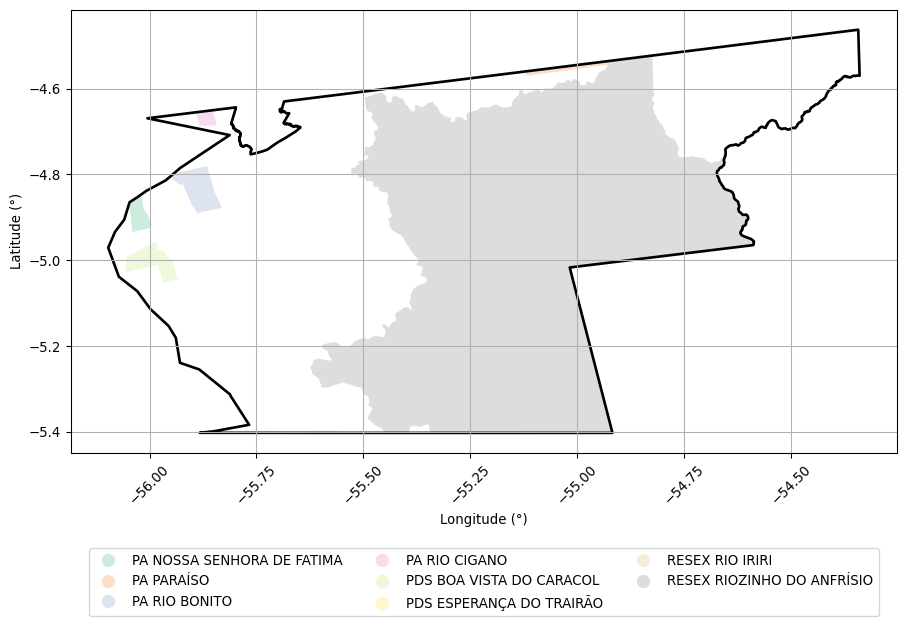 −4.6
−4.8
−5.0
−5.2
−5.4
Latitude (°)
−56.00
−55.75
−55.50
−55.25
−55.00
−54.75
−54.50
Longitude (°)
PA NOSSA SENHORA DE FATIMA
PA PARAÍSO
PA RIO BONITO
PA RIO CIGANO
PDS BOA VISTA DO CARACOL
PDS ESPERANÇA DO TRAIRÃO
RESEX RIO IRIRI
RESEX RIOZINHO DO ANFRÍSIO